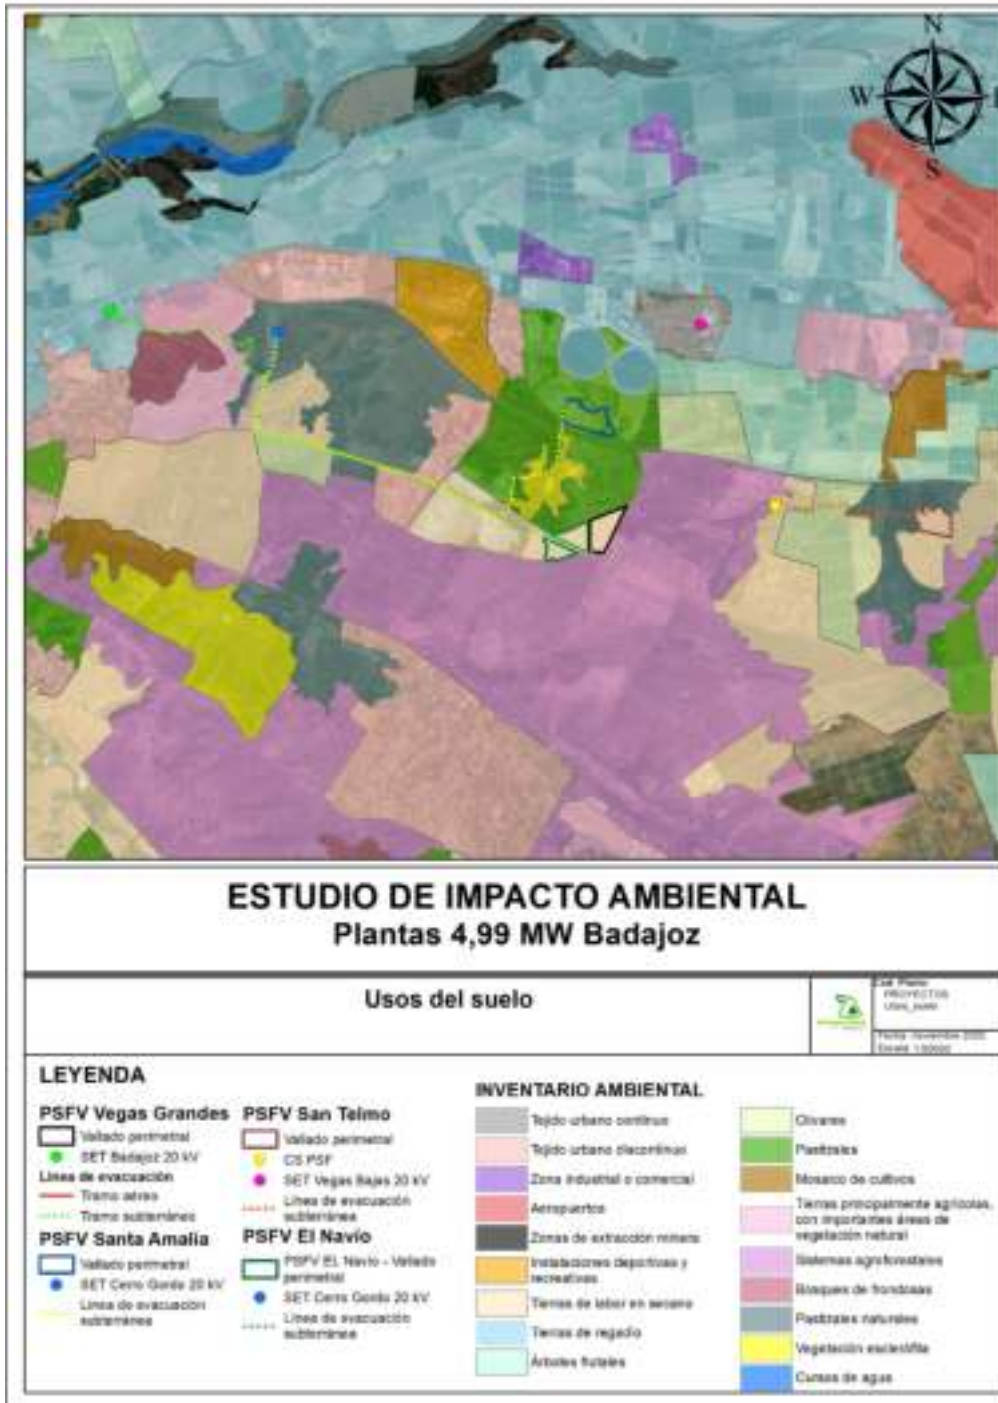 N
W
S
ESTUDIO DE IMPACTO AMBIENTAL
Plantas 4,99 MW Badajoz
Usos del suelo
PROYECTOS
LEYENDA
PSFV Vegas Grandes
Vallado perimetral
SET Badajoz 20 kV
Línea de evacuación
Tramo aéreo
Tramo subterráneo
PSFV Santa Amalia
Vallado perimetral
SET Cerro Gordo 20 kV
Línea de evacuación
subterránea
PSFV San Telmo
Vallado perimetral
CS PSF
SET Vegas Bajas 20 kV
Línea de evacuación
subterránea
PSFV El Navío
PSFV EL Navío - Vallado
perimetral
SET Cerro Gordo 20 kV
Línea de evacuación
subterránea
INVENTARIO AMBIENTAL
Tejido urbano continuo
Tejido urbano discontinuo
Zona industrial o comercial
Aeropuertos
Zonas de extracción minera
Instalaciones deportivas y
recreativas
Tierras de labor en secano
Tierras de regadío
Árboles frutales
Olivares
Pastizales
Mosaico de cultivos
Tierras principalmente agrícolas,
con importantes áreas de
vegetación natural
Sistemas agroforestales
Bosques de frondosas
Pastizales naturales
Vegetación esclerófila
Cursos de agua